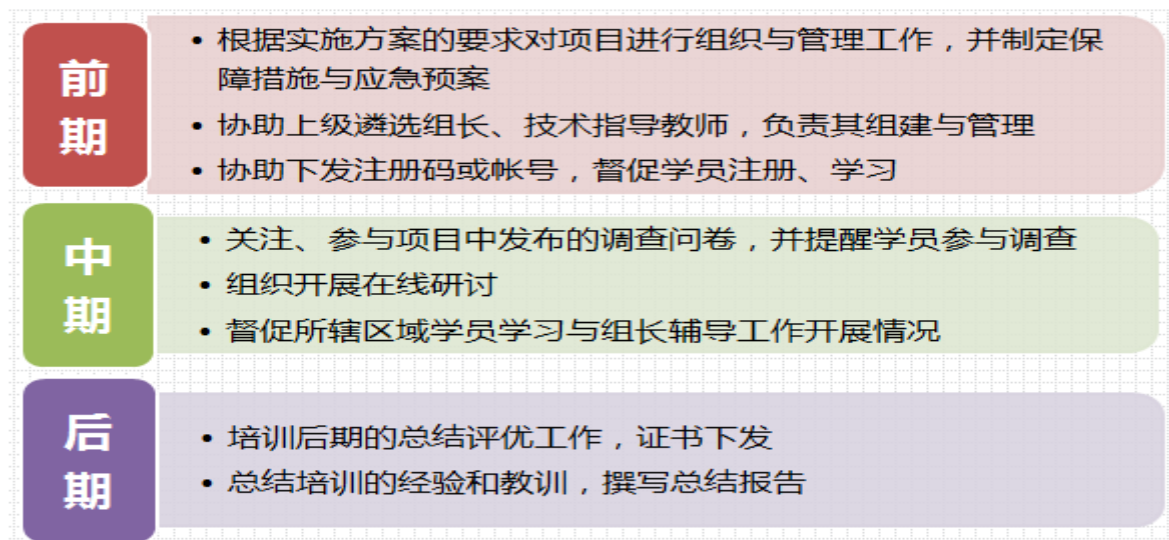 前
期
• 根据实施方案的要求对项目进行组织与管理工作，并制定保
障措施与应急预案
• 协助上级遴选组长、技术指导教师，负责其组建与管理
• 协助下发注册码或帐号，督促学员注册、学习
中
期
• 关注、参与项目中发布的调查问卷，并提醒学员参与调查
• 组织开展在线研讨
• 督促所辖区域学员学习与组长辅导工作开展情况
后
期
• 培训后期的总结评优工作，证书下发
• 总结培训的经验和教训，撰写总结报告